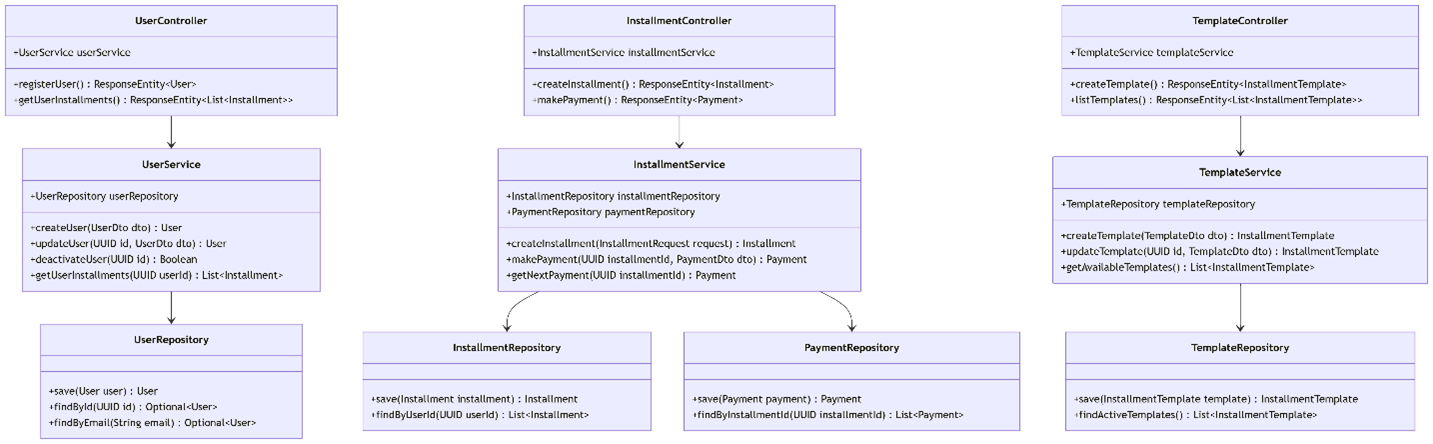 UserController
+UserService userService
+registerUser() : ResponseEntity<User>
+getUserInstallments() : ResponseEntity<List<Installment>>
InstallmentController
+InstallmentService installmentService
+createInstallment() : ResponseEntity<Installment>
+makePayment() : ResponseEntity<Payment>
TemplateController
+TemplateService templateService
+createTemplate() : ResponseEntity<InstallmentTemplate>
+listTemplates() : ResponseEntity<List<InstallmentTemplate>>
UserService
+UserRepository userRepository
+createUser(UserDto dto) : User
+updateUser(UUID id, UserDto dto) : User
+deactivateUser(UUID id) : Boolean
+getUserInstallments(UUID userId) : List<Installment>
InstallmentService
+InstallmentRepository installmentRepository
+PaymentRepository paymentRepository
+createInstallment(InstallmentRequest request) : Installment
+makePayment(UUID installmentId, PaymentDto dto) : Payment
+getNextPayment(UUID installmentId) : Payment
TemplateService
+TemplateRepository templateRepository
+createTemplate(TemplateDto dto) : InstallmentTemplate
+updateTemplate(UUID id, TemplateDto dto) : InstallmentTemplate
+getAvailableTemplates() : List<InstallmentTemplate>
UserRepository
+save(User user) : User
+findById(UUID id) : Optional<User>
+findByEmail(String email) : Optional<User>
InstallmentRepository
+save(Installment installment) : Installment
+findByUserId(UUID userId) : List<Installment>
PaymentRepository
+save(Payment payment) : Payment
+findByInstallmentId(UUID installmentId) : List<Payment>
TemplateRepository
+save(InstallmentTemplate template) : InstallmentTemplate
+findActiveTemplates() : List<InstallmentTemplate>